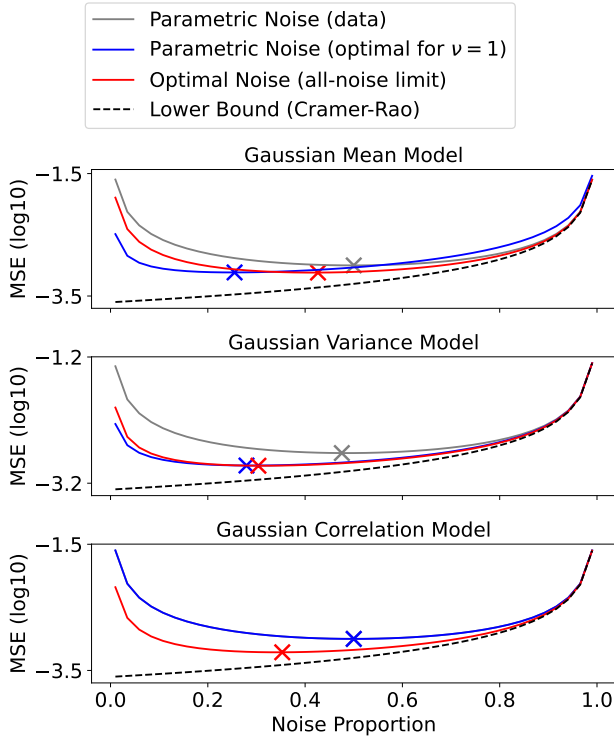 Parametric Noise (data)
Parametric Noise (optimal for ν = 1)
Optimal Noise (all-noise limit)
Lower Bound (Cramer-Rao)
Gaussian Mean Model
−1.5
−3.5
MSE (log10)
Gaussian Variance Model
−1.2
−3.2
MSE (log10)
Gaussian Correlation Model
−1.5
−3.5
MSE (log10)
0.0 0.2 0.4 0.6 0.8 1.0
Noise Proportion